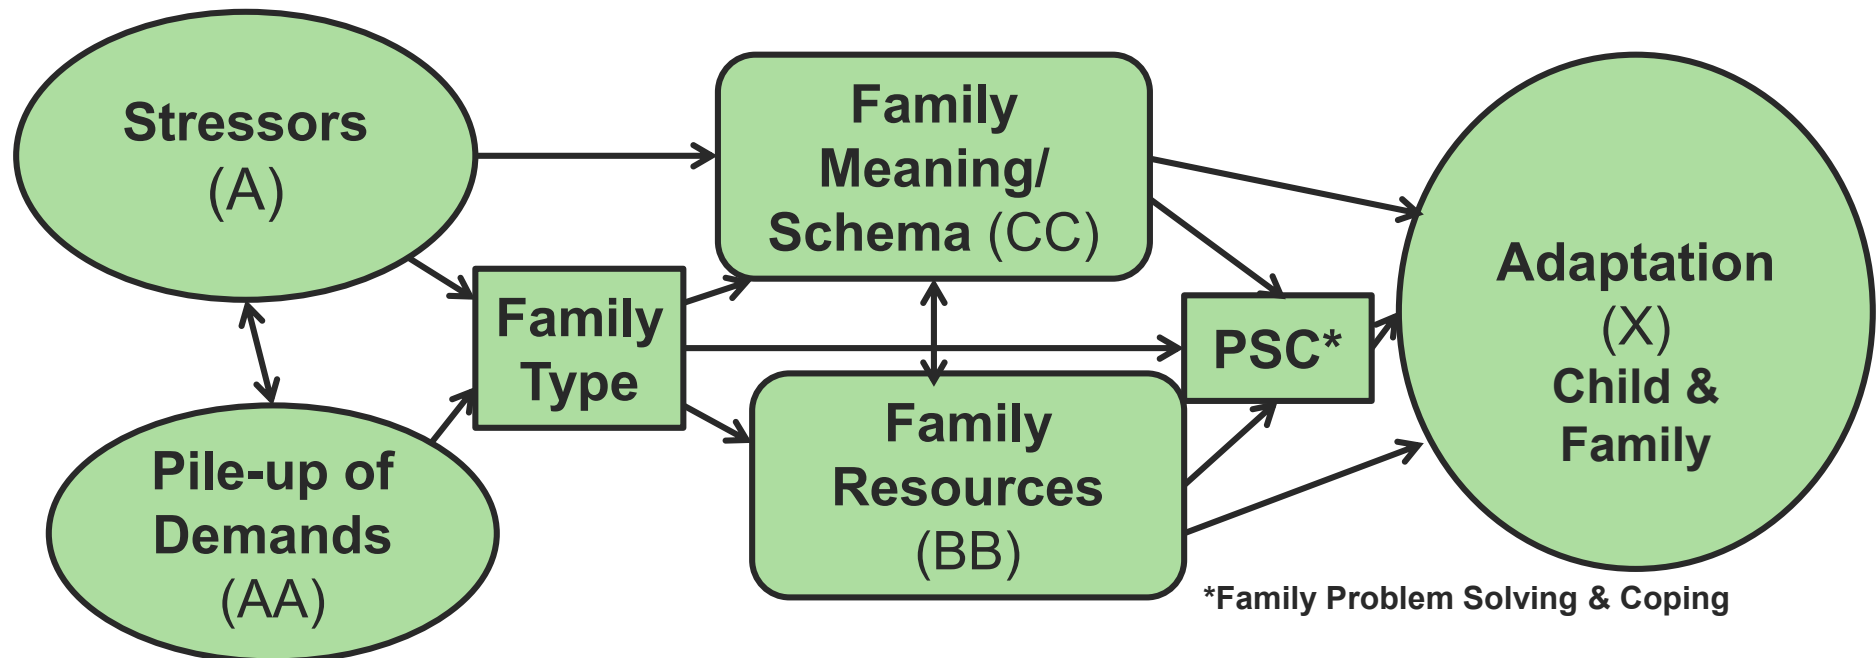 Stressors
(A)
Family
Meaning/
Schema (CC)
Family
Type
PSC*
Adaptation
(X)
Child &
Family
Pile-up of
Demands
(AA)
Family
Resources
(BB)
*Family Problem Solving & Coping